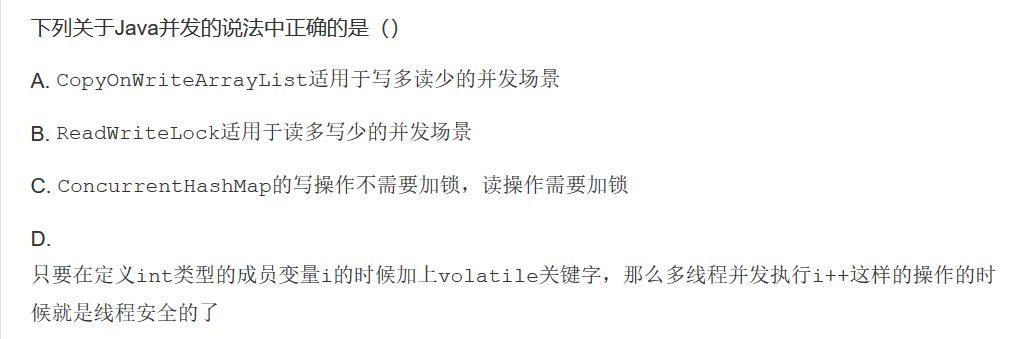 下列关于Java并发的说法中正确的是（）
A. CopyOnWriteArrayList适用于写多读少的并发场景
B. ReadWriteLock适用于读多写少的并发场景
C. ConcurrentHashMap的写操作不需要加锁，读操作需要加锁
D.
只要在定义int类型的成员变量i的时候加上volatile关键字，那么多线程并发执行i++这样的操作的时
候就是线程安全的了